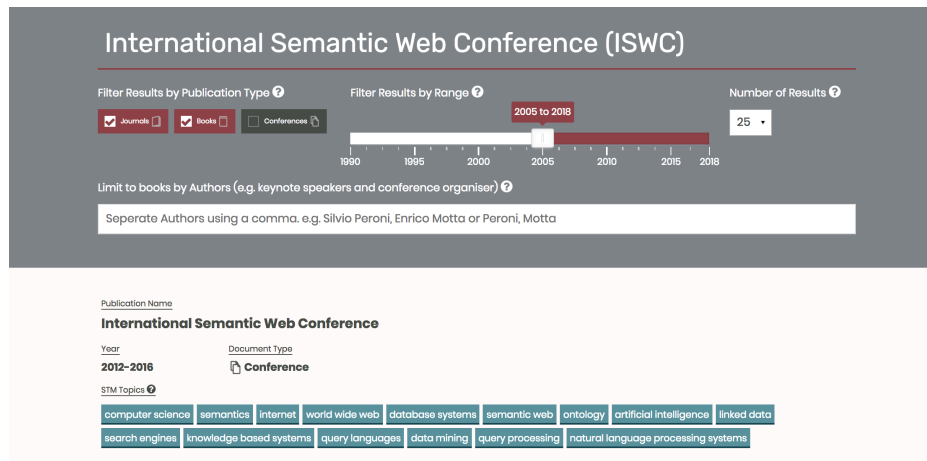 International Semantic Web Conference (ISWC)
Filter Results by Publication Type ?
Filter Results by Range ?
Number of Results ?
Journals
Books
Conferences
2005 to 2018
25
1990 1995 2000 2005 2010 2015 2018
Limit to books by Authors (e.g. keynote speakers and conference organiser) ?
Seperate Authors using a comma. e.g. Silvio Peroni, Enrico Motta or Peroni, Motta
Publication Name
International Semantic Web Conference
Year
Document Type
2012-2016
Conference
STM Topics ?
computer science semantics internet world wide web database systems semantic web ontology artificial intelligence linked data
search engines knowledge based systems query languages data mining query processing natural language processing systems